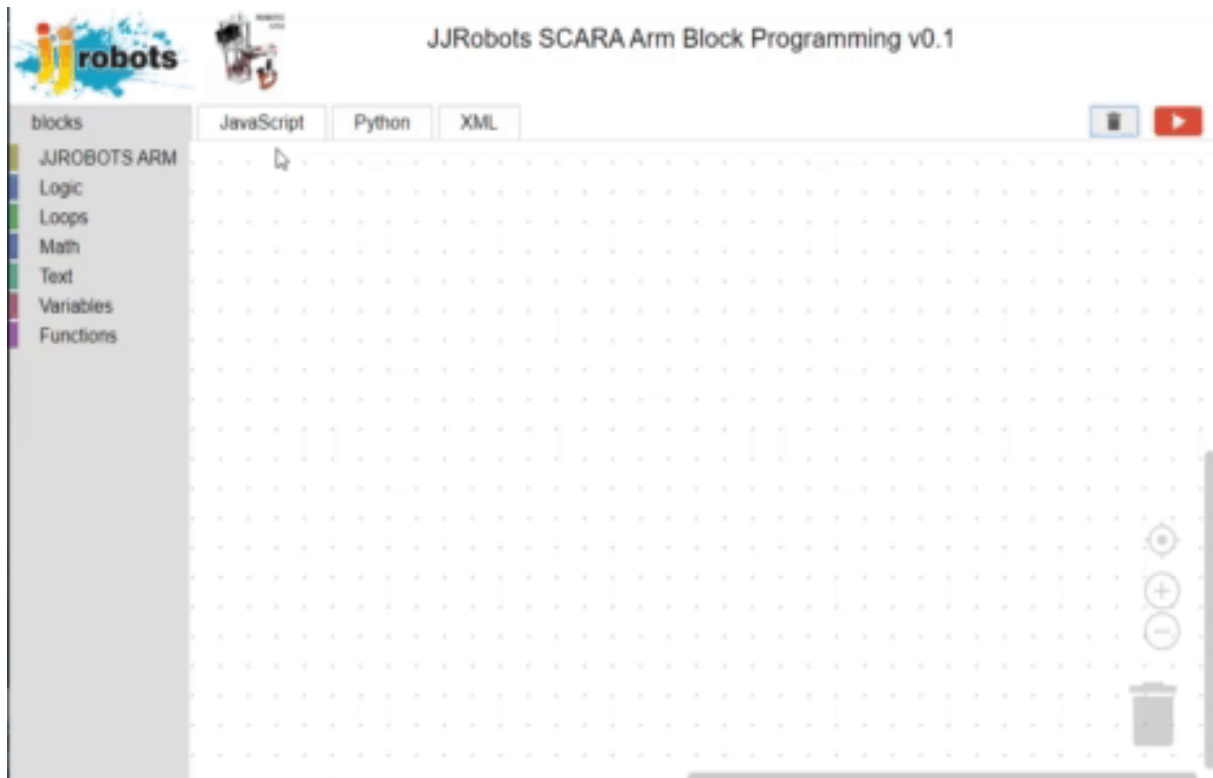 jjrobots
JJRobots SCARA Arm Block Programming v0.1
blocks JavaScript Python XML
JJROBOTS ARM
Logic
Loops
Math
Text
Variables
Functions